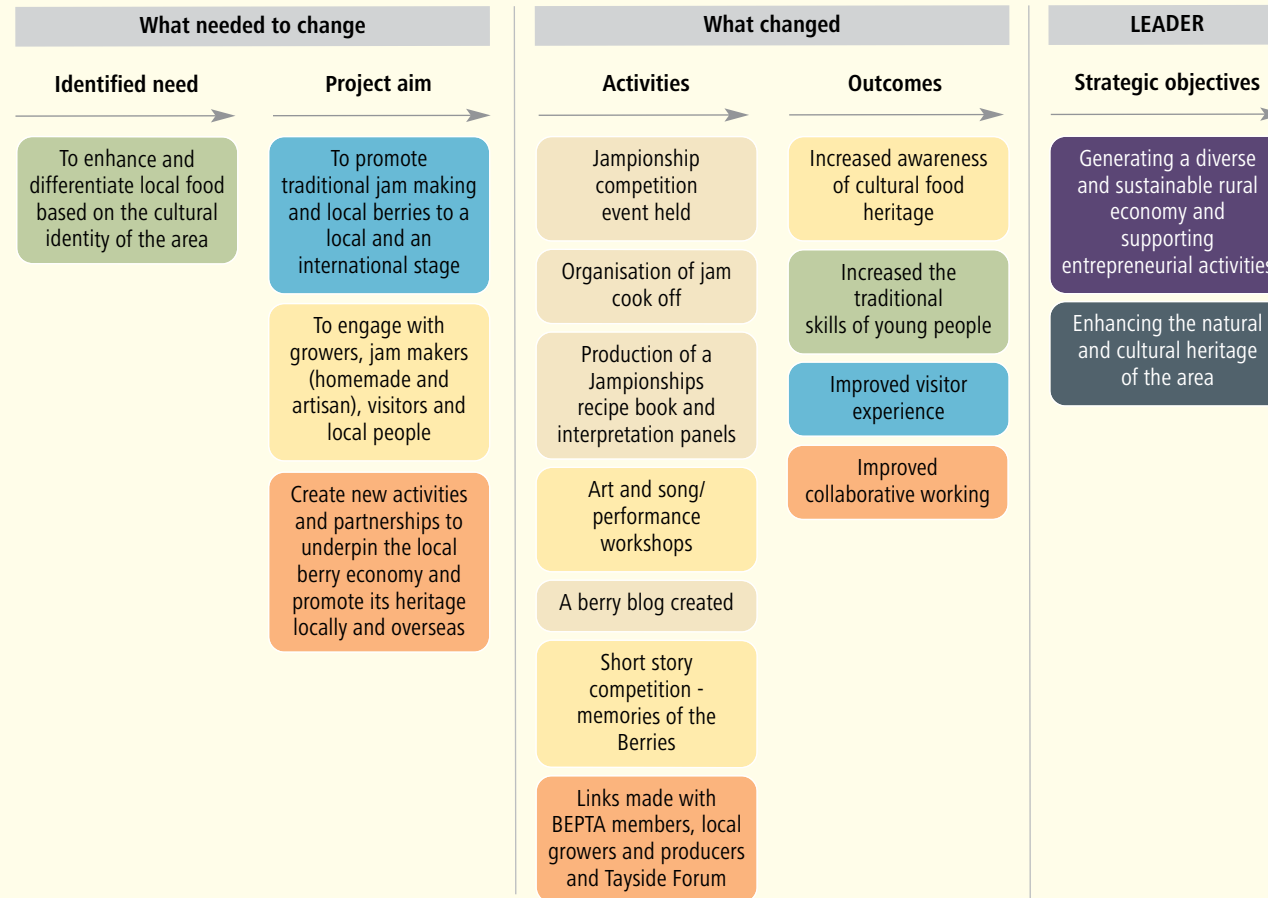 What needed to change
What changed
LEADER
Identified need
Project aim
Activities
Outcomes
Strategic objectives
To enhance and
differentiate local food
based on the cultural
identity of the area
To promote
traditional jam making
and local berries to a
local and an
international stage
To engage with
growers, jam makers
(homemade and
artisan), visitors and
local people
Create new activities
and partnerships to
underpin the local
berry economy and
promote its heritage
locally and overseas
Jampionship
competition
event held
Organisation of jam
cook off
Production of a
Jampionships
recipe book and
interpretation panels
Art and song/
performance
workshops
A berry blog created
Short story
competition -
memories of the
Berries
Links made with
BEPTA members, local
growers and producers
and Tayside Forum
Increased awareness
of cultural food
heritage
Increased the
traditional
skills of young people
Improved visitor
experience
Improved
collaborative working
Generating a diverse
and sustainable rural
economy and
supporting
entrepreneurial activities
Enhancing the natural
and cultural heritage
of the area